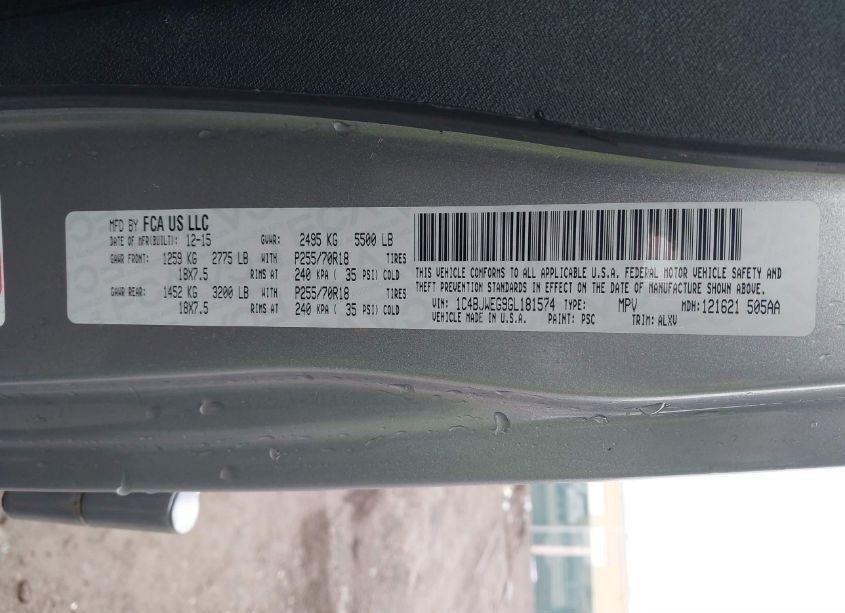 MFD BY FCA US LLC
DATE OF MFR(BUILT): 12-15 GVWR: 2495 KG 5500 LB
GAWR FRONT: 1259 KG 2775 LB WITH P255/70R18 TIRES
18X7.5 RIMS AT 240 KPA ( 35 PSI) COLD
GAWR REAR: 1452 KG 3200 LB WITH P255/70R18 TIRES
18X7.5 RIMS AT 240 KPA ( 35 PSI) COLD
THIS VEHICLE CONFORMS TO ALL APPLICABLE U.S.A. FEDERAL MOTOR VEHICLE SAFETY AND
THEFT PREVENTION STANDARDS IN EFFECT ON THE DATE OF MANUFACTURE SHOWN ABOVE.
VIN: 1C4BJWEG9GL181574 TYPE: MPV MDH: 121621 505AA
VEHICLE MADE IN U.S.A. PAINT: PSC TRIM: ALXV